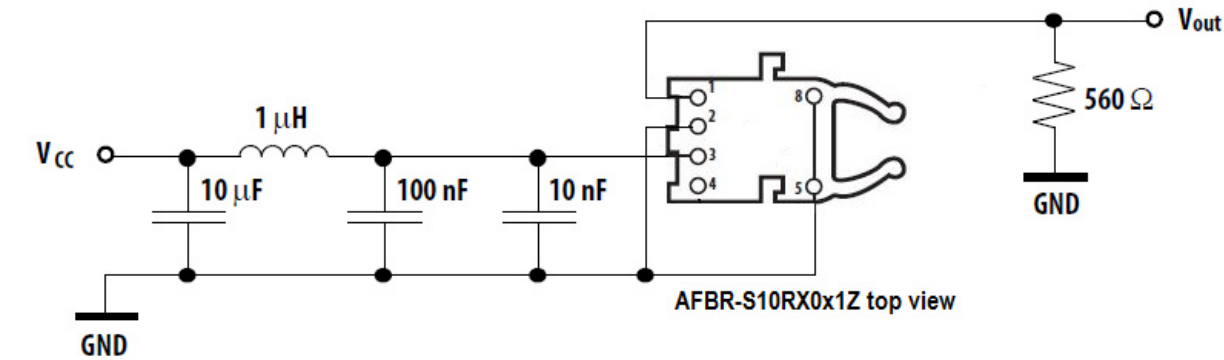 Vout
1
8
560 Ω
1 μH
2
VCC
3
10 μF
100 nF
10 nF
4
5
GND
AFBR-S10RX0x1Z top view
GND